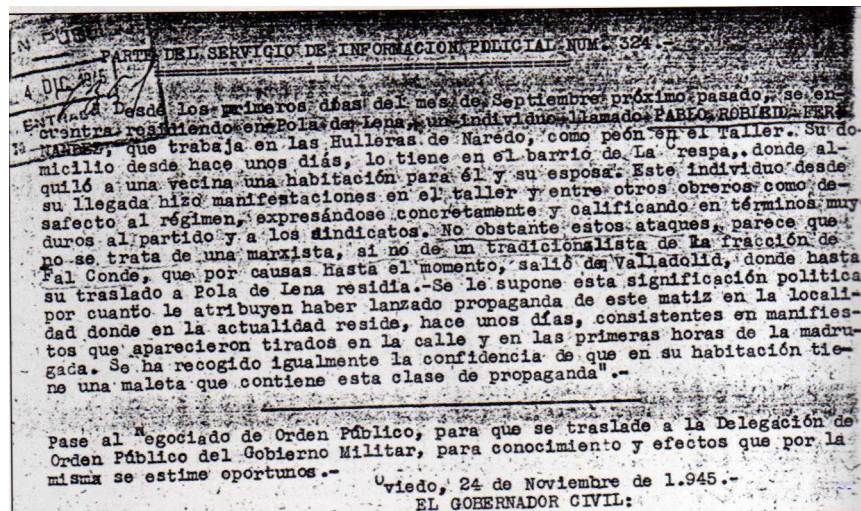 4 DIC. 1945
ENTRADA
PARTE DEL SERVICIO DE INFORMACION POLICIAL NUM. 324.-
Desde los primeros días del mes de Septiembre próximo pasado, se en-
cuentra residiendo en Pola de Lena, un individuo llamado PABLO ROBLEDO FER-
NANDEZ, que trabaja en las Hulleras de Naredo, como peón en el Taller. Su do
micilio desde hace unos diás, lo tiene en el barrio de La Crespa, donde al-
quiló a una vecina una habitación para él y su esposa. Este individuo desde
su llegada hizo manifestaciones en el taller y entre otros obreros como de-
safecto al régimen, expresándose concretamente y calificando en términos muy
duros al partido y a los sindicatos. No obstante estos ataques, parece que
no se trata de una marxista, si no de un tradicionalista de la fracción de
Fal Conde, que por causas hasta el momento, salió de Valladolid, donde hasta
su traslado a Pola de Lena residia.-Se le supone esta significación politica
por cuanto le atribuyen haber lanzado propaganda de este matiz en la locali-
dad donde en la actualidad reside, hace unos días, consistentes en manifies-
tos que aparecieron tirados en la calle y en las primeras horas de la madru-
gada. Se ha recogido igualmente la confidencia de que en su habitación tie-
ne una maleta que contiene esta clase de propaganda".-
Pase al Negociado de Orden Público, para que se traslade a la Delegación de
Orden Público del Gobierno Militar, para conocimiento y efectos que por la
misma se estime oportunos.-
Oviedo, 24 de Noviembre de 1.945.-
EL GOBERNADOR CIVIL: